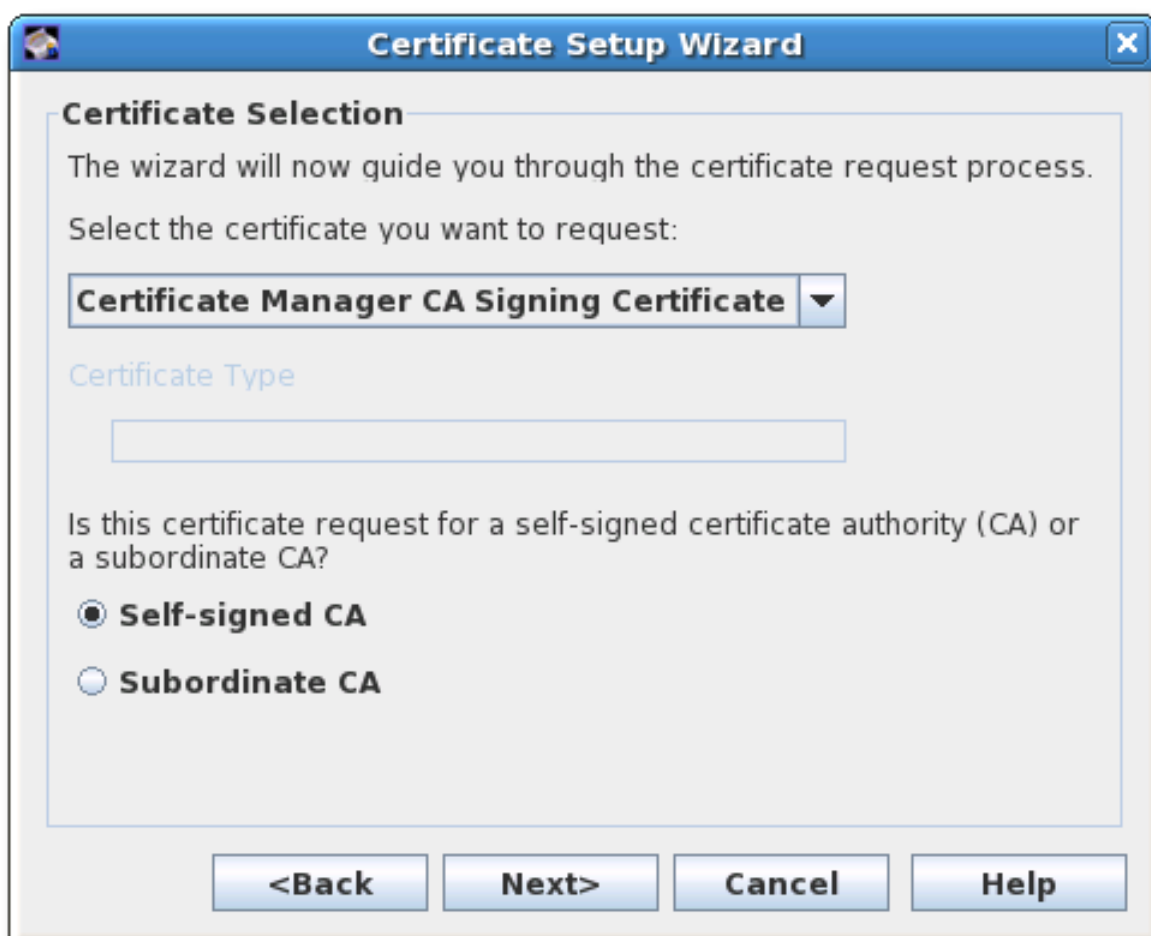 Certificate Setup Wizard
Certificate Selection
The wizard will now guide you through the certificate request process.
Select the certificate you want to request:
Certificate Manager CA Signing Certificate
Certificate Type
Is this certificate request for a self-signed certificate authority (CA) or
a subordinate CA?
Self-signed CA
Subordinate CA
<Back Next> Cancel Help